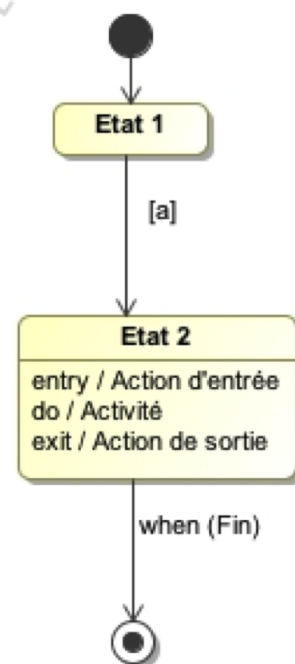 Etat 1
[a]
Etat 2
entry / Action d'entrée
do / Activité
exit / Action de sortie
when (Fin)